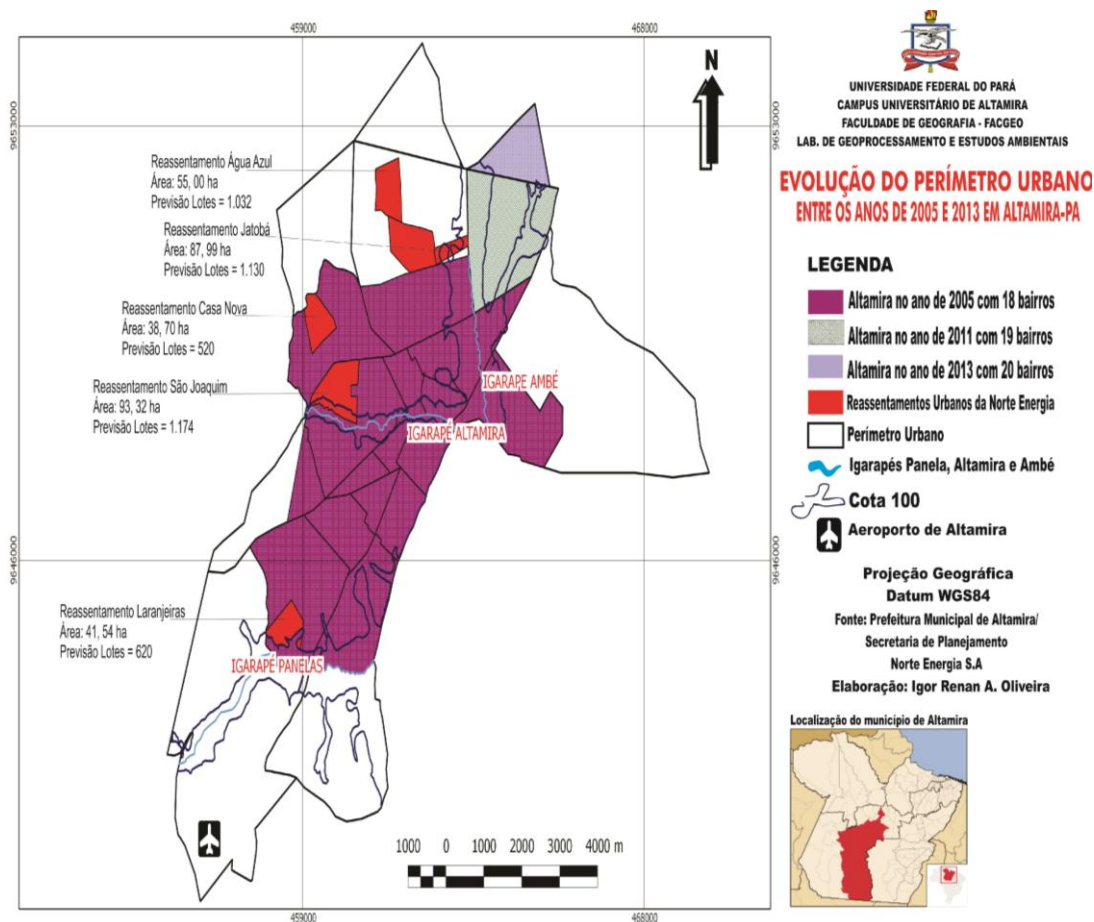 459000
468000
N
9653000
9653000
Reassentamento Água Azul
Área: 55, 00 ha
Previsão Lotes = 1.032
Reassentamento Jatobá
Área: 87, 99 ha
Previsão Lotes = 1.130
Reassentamento Casa Nova
Área: 38, 70 ha
Previsão Lotes = 520
Reassentamento São Joaquim
Área: 93, 32 ha
Previsão Lotes = 1.174
IGARAPE AMBÉ
IGARAPÉ ALTAMIRA
9646000
9646000
Reassentamento Laranjeiras
Área: 41, 54 ha
Previsão Lotes = 620
IGARAPÉ PANELAS
1000 0 1000 2000 3000 4000 m
459000
468000
UNIVERSIDADE FEDERAL DO PARÁ
CAMPUS UNIVERSITÁRIO DE ALTAMIRA
FACULDADE DE GEOGRAFIA - FACGEO
LAB. DE GEOPROCESSAMENTO E ESTUDOS AMBIENTAIS
EVOLUÇÃO DO PERÍMETRO URBANO
ENTRE OS ANOS DE 2005 E 2013 EM ALTAMIRA-PA
LEGENDA
Altamira no ano de 2005 com 18 bairros
Altamira no ano de 2011 com 19 bairros
Altamira no ano de 2013 com 20 bairros
Reassentamentos Urbanos da Norte Energia
Perímetro Urbano
Igarapés Panela, Altamira e Ambé
Cota 100
Aeroporto de Altamira
Projeção Geográfica
Datum WGS84
Fonte: Prefeitura Municipal de Altamira/
Secretaria de Planejamento
Norte Energia S.A
Elaboração: Igor Renan A. Oliveira
Localização do município de Altamira